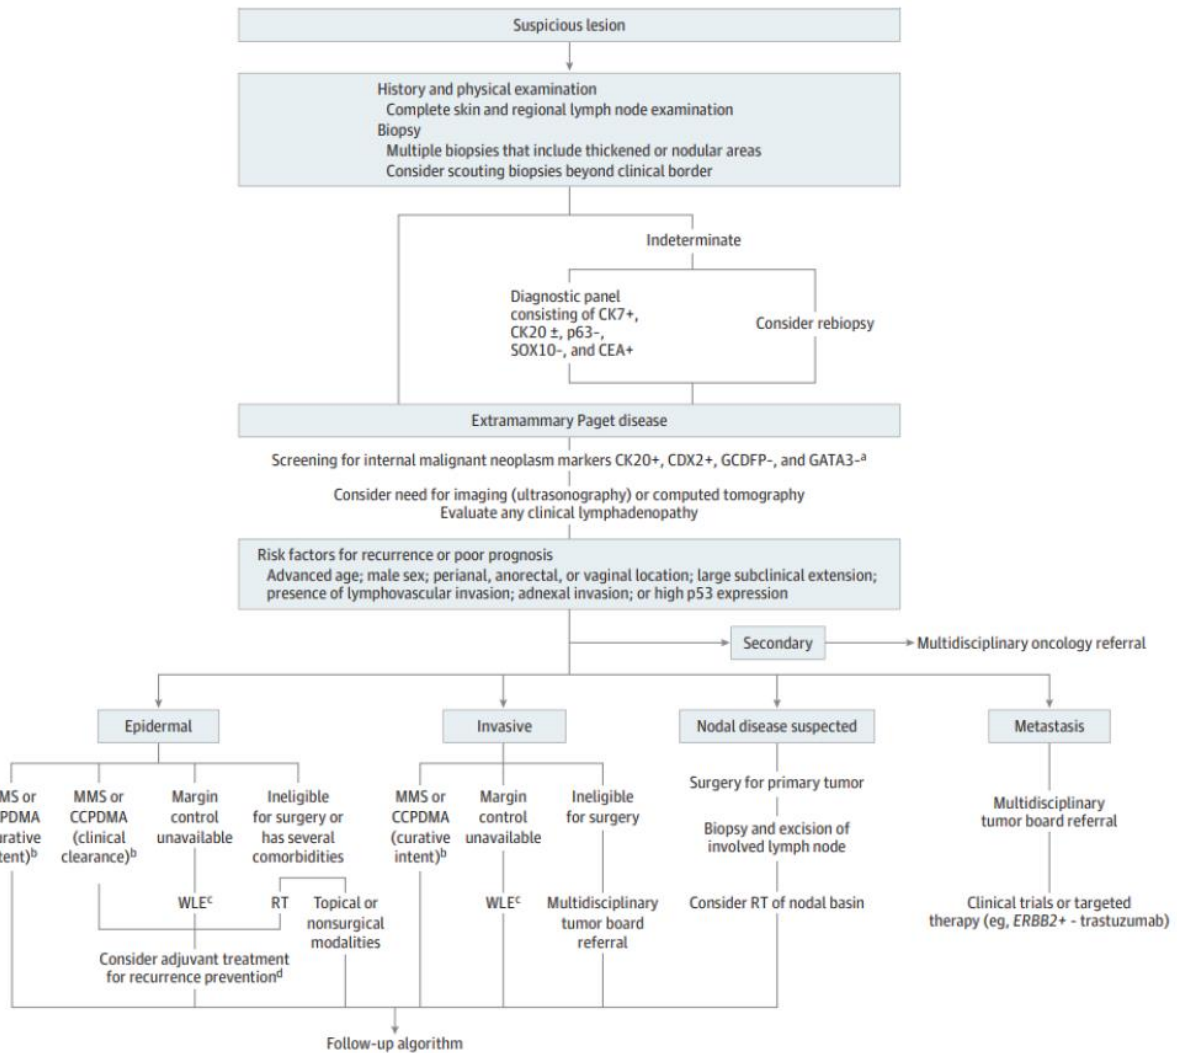 Suspicious lesion
History and physical examination
Complete skin and regional lymph node examination
Biopsy
Multiple biopsies that include thickened or nodular areas
Consider scouting biopsies beyond clinical border
Indeterminate
Diagnostic panel
consisting of CK7+,
CK20 ±, p63-,
SOX10-, and CEA+
Consider rebiopsy
Extramammary Paget disease
Screening for internal malignant neoplasm markers CK20+, CDX2+, GCDFP-, and GATA3-a
Consider need for imaging (ultrasonography) or computed tomography
Evaluate any clinical lymphadenopathy
Risk factors for recurrence or poor prognosis
Advanced age; male sex; perianal, anorectal, or vaginal location; large subclinical extension;
presence of lymphovascular invasion; adnexal invasion; or high p53 expression
Secondary
Multidisciplinary oncology referral
Epidermal
MS or
PDMA
urative
tent)b
MMS or
CCPDMA
(clinical
clearance)b
Margin
control
unavailable
Ineligible
for surgery or
has several
comorbidities
WLEc
RT
Topical or
nonsurgical
modalities
Consider adjuvant treatment
for recurrence preventiond
Invasive
MMS or
CCPDMA
(curative
intent)b
Margin
control
unavailable
Ineligible
for surgery
WLEc
Multidisciplinary
tumor board
referral
Nodal disease suspected
Surgery for primary tumor
Biopsy and excision of
involved lymph node
Consider RT of nodal basin
Metastasis
Multidisciplinary
tumor board referral
Clinical trials or targeted
therapy (eg, ERBB2+ - trastuzumab)
Follow-up algorithm